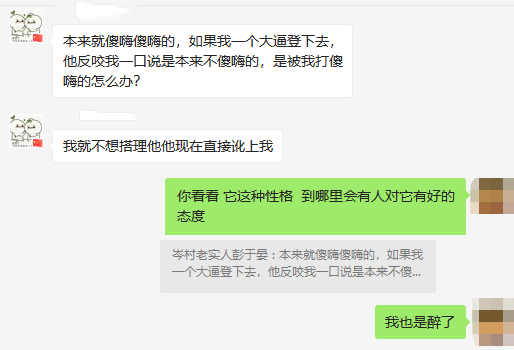 本来就傻嗨傻嗨的，如果我一个大逼登下去，
他反咬我一口说是本来不傻嗨的，是被我打傻
嗨的怎么办？
我就不想搭理他他现在直接讹上我
你看看 它这种性格  到哪里会有人对它有好的
态度
岑村老实人彭于晏：本来就傻嗨傻嗨的，如果我
一个大逼登下去，他反咬我一口说是本来不傻...
我也是醉了